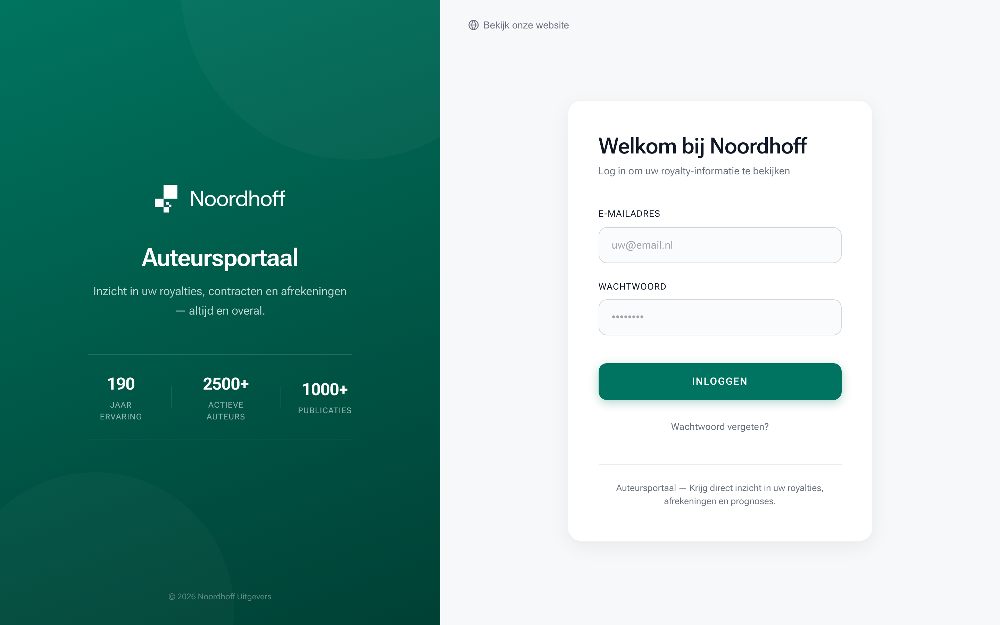 Noordhoff
Auteursportaal
Inzicht in uw royalties, contracten en afrekeningen
— altijd en overal.
190
JAAR
ERVARING
2500+
ACTIEVE
AUTEURS
1000+
PUBLICATIES
© 2026 Noordhoff Uitgevers
Bekijk onze website
Welkom bij Noordhoff
Log in om uw royalty-informatie te bekijken
E-MAILADRES
uw@email.nl
WACHTWOORD
••••••••
INLOGGEN
Wachtwoord vergeten?
Auteursportaal — Krijg direct inzicht in uw royalties,
afrekeningen en prognoses.